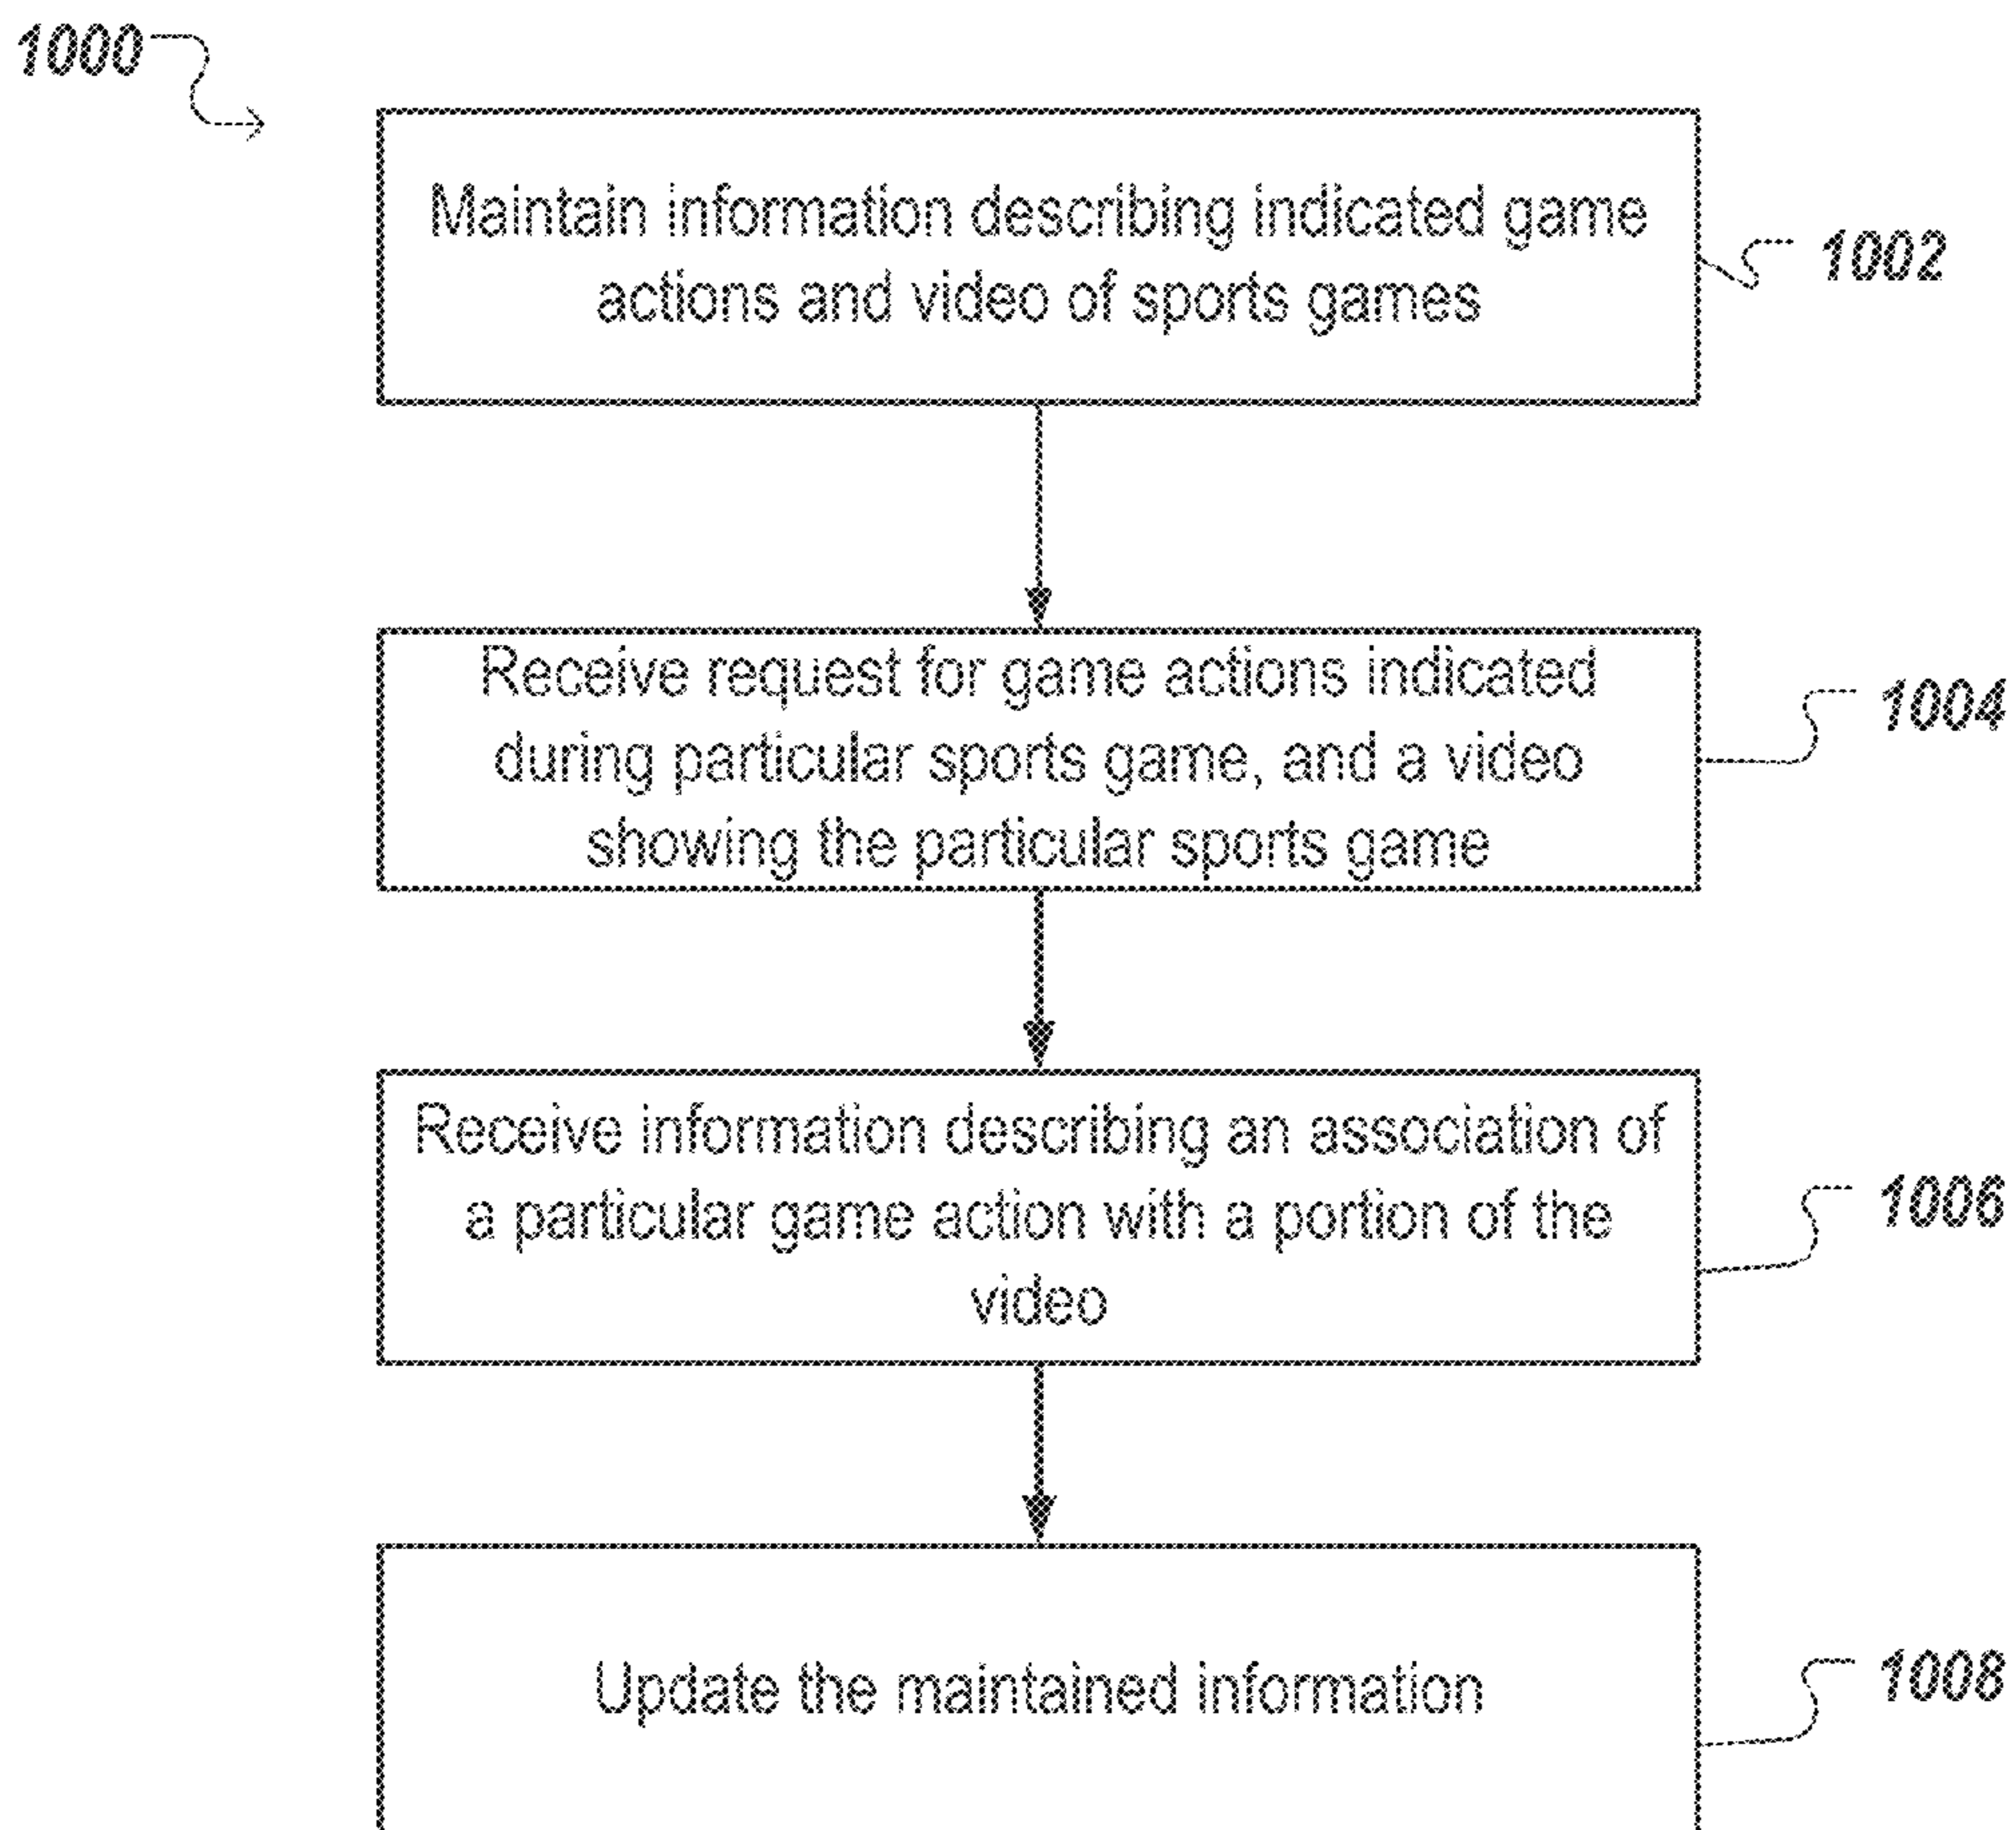 1000
Maintain information describing indicated game
actions and video of sports games
1002
Receive request for game actions indicated
during particular sports game, and a video
showing the particular sports game
1004
Receive information describing an association of
a particular game action with a portion of the
video
1006
Update the maintained information
1008